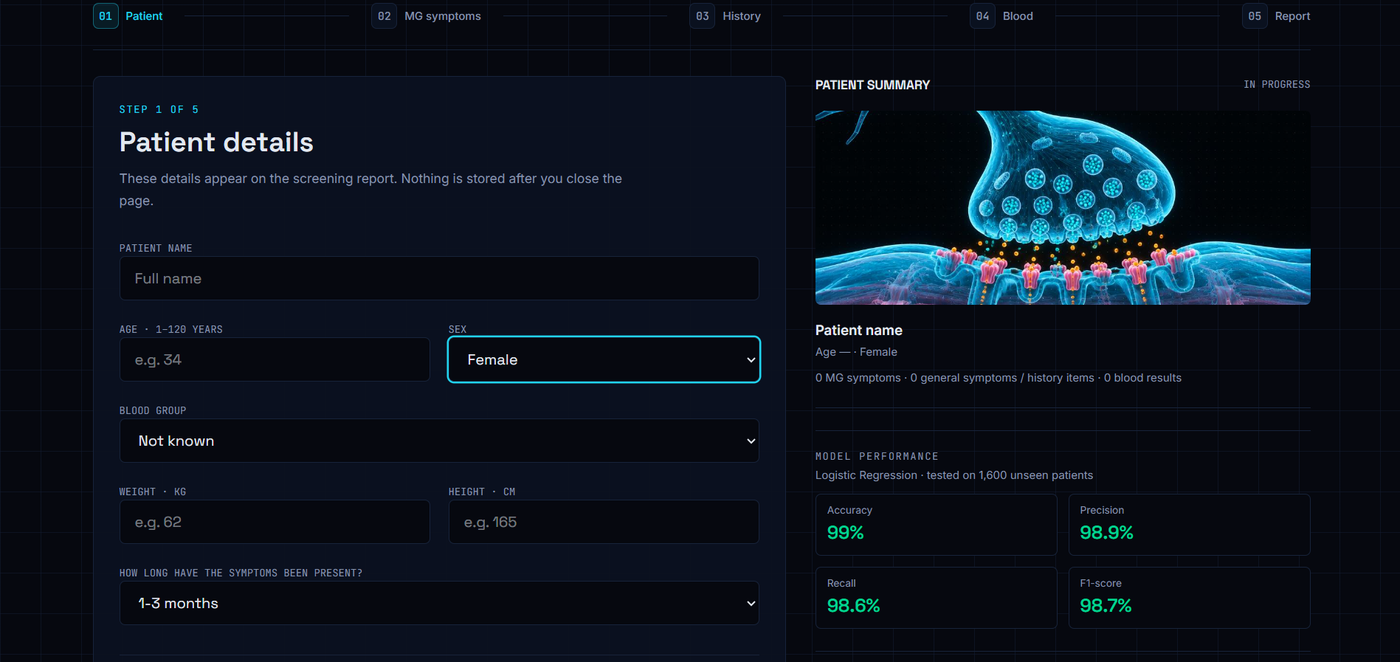 01 Patient 02 MG symptoms 03 History 04 Blood 05 Report
STEP 1 OF 5
Patient details
These details appear on the screening report. Nothing is stored after you close the
page.
PATIENT NAME
Full name
AGE · 1–120 YEARS SEX
e.g. 34 Female
BLOOD GROUP
Not known
WEIGHT · KG HEIGHT · CM
e.g. 62 e.g. 165
HOW LONG HAVE THE SYMPTOMS BEEN PRESENT?
1-3 months
PATIENT SUMMARY IN PROGRESS
Patient name
Age — · Female
0 MG symptoms · 0 general symptoms / history items · 0 blood results
MODEL PERFORMANCE
Logistic Regression · tested on 1,600 unseen patients
Accuracy Precision
99% 98.9%
Recall F1-score
98.6% 98.7%